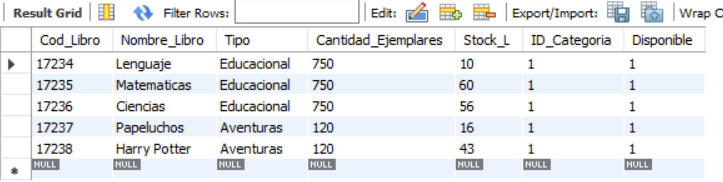 Result Grid Filter Rows: Edit: Export/Import: Wrap C
Cod_Libro Nombre_Libro Tipo Cantidad_Ejemplares Stock_L ID_Categoria Disponible
17234 Lenguaje Educacional 750 10 1 1
17235 Matematicas Educacional 750 60 1 1
17236 Ciencias Educacional 750 56 1 1
17237 Papeluchos Aventuras 120 16 1 1
17238 Harry Potter Aventuras 120 43 1 1
NULL NULL NULL NULL NULL NULL NULL